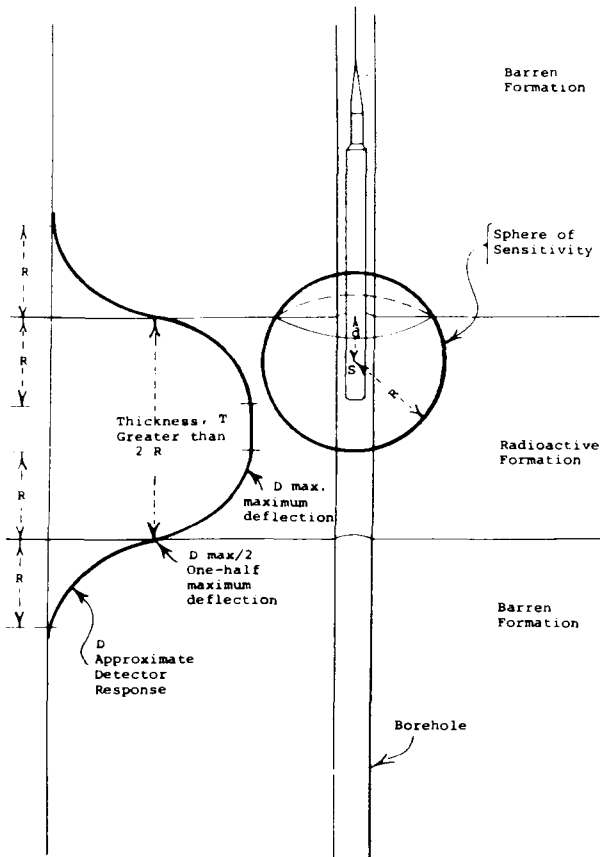 Barren
Formation
Sphere of
Sensitivity
R
d
R
S
R
Thickness, T
Greater than
2 R
Radioactive
Formation
R
D max.
maximum
deflection
D max/2
One-half
maximum
deflection
R
Barren
Formation
D
Approximate
Detector
Response
Borehole